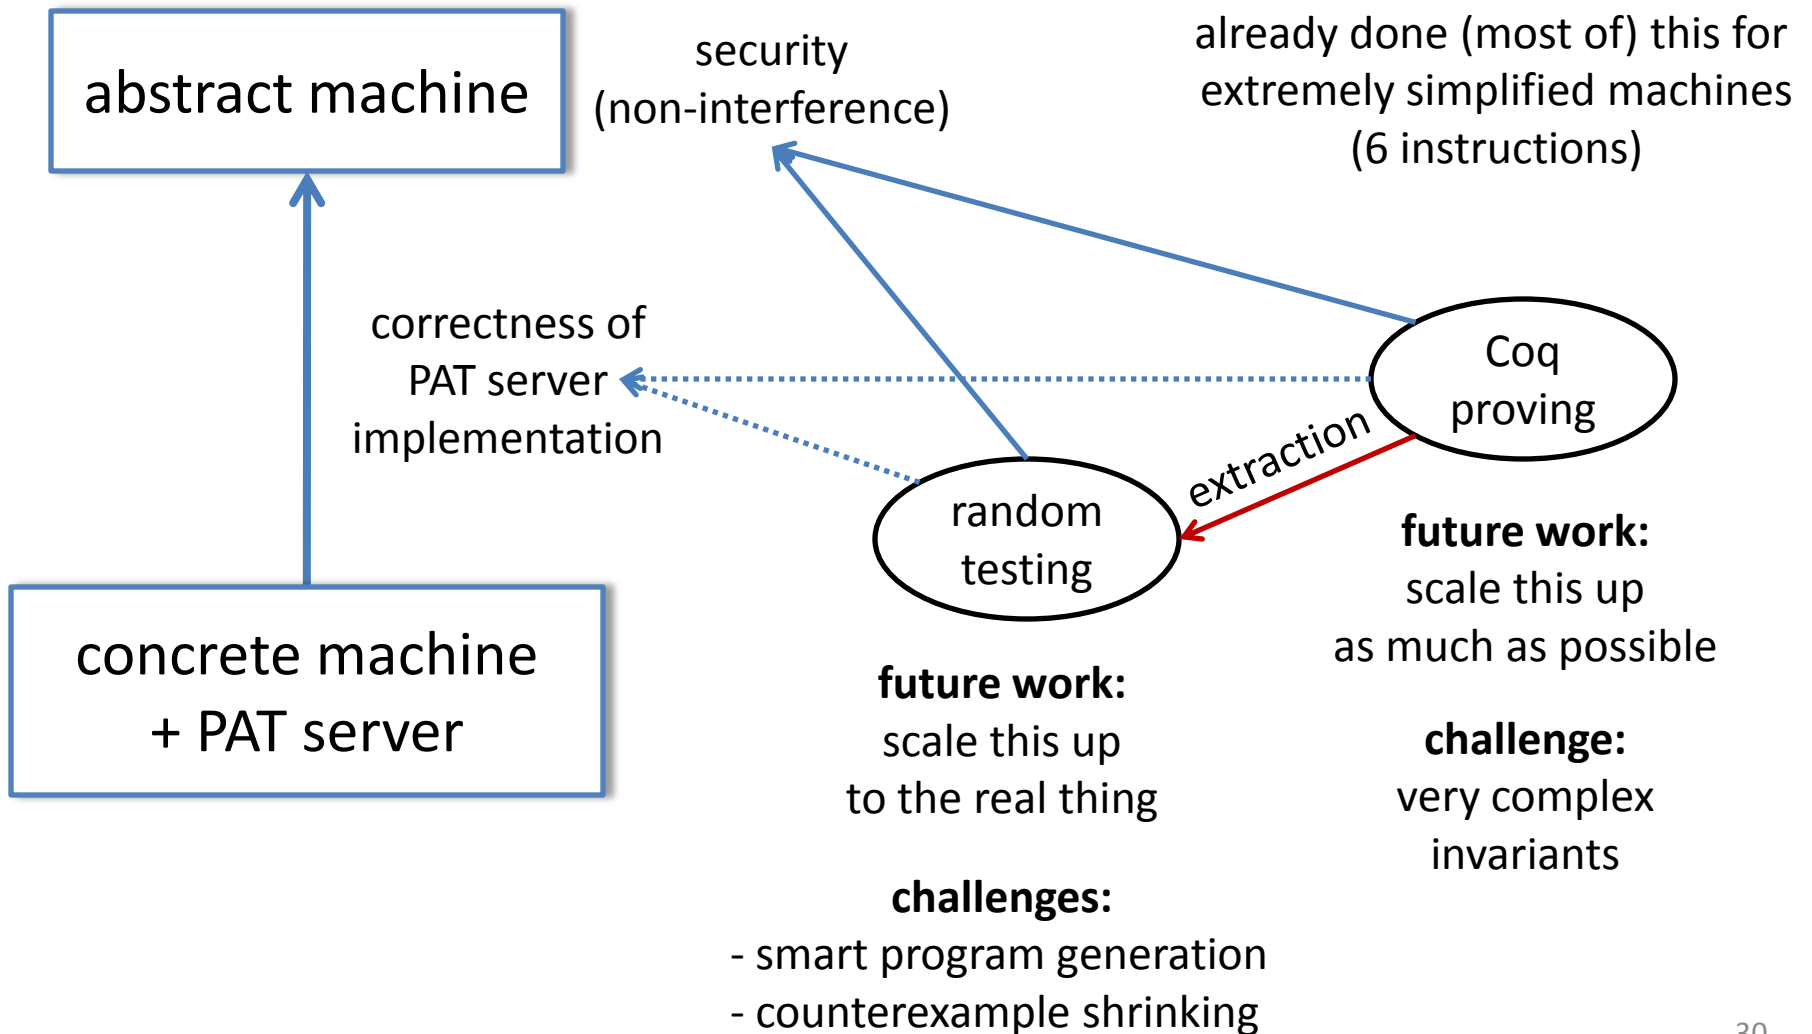 abstract machine
security
(non-interference)
already done (most of) this for
extremely simplified machines
(6 instructions)
correctness of
PAT server
implementation
Coq
proving
extraction
random
testing
concrete machine
+ PAT server
future work:
scale this up
as much as possible
challenge:
very complex
invariants
future work:
scale this up
to the real thing
challenges:
- smart program generation
- counterexample shrinking
30